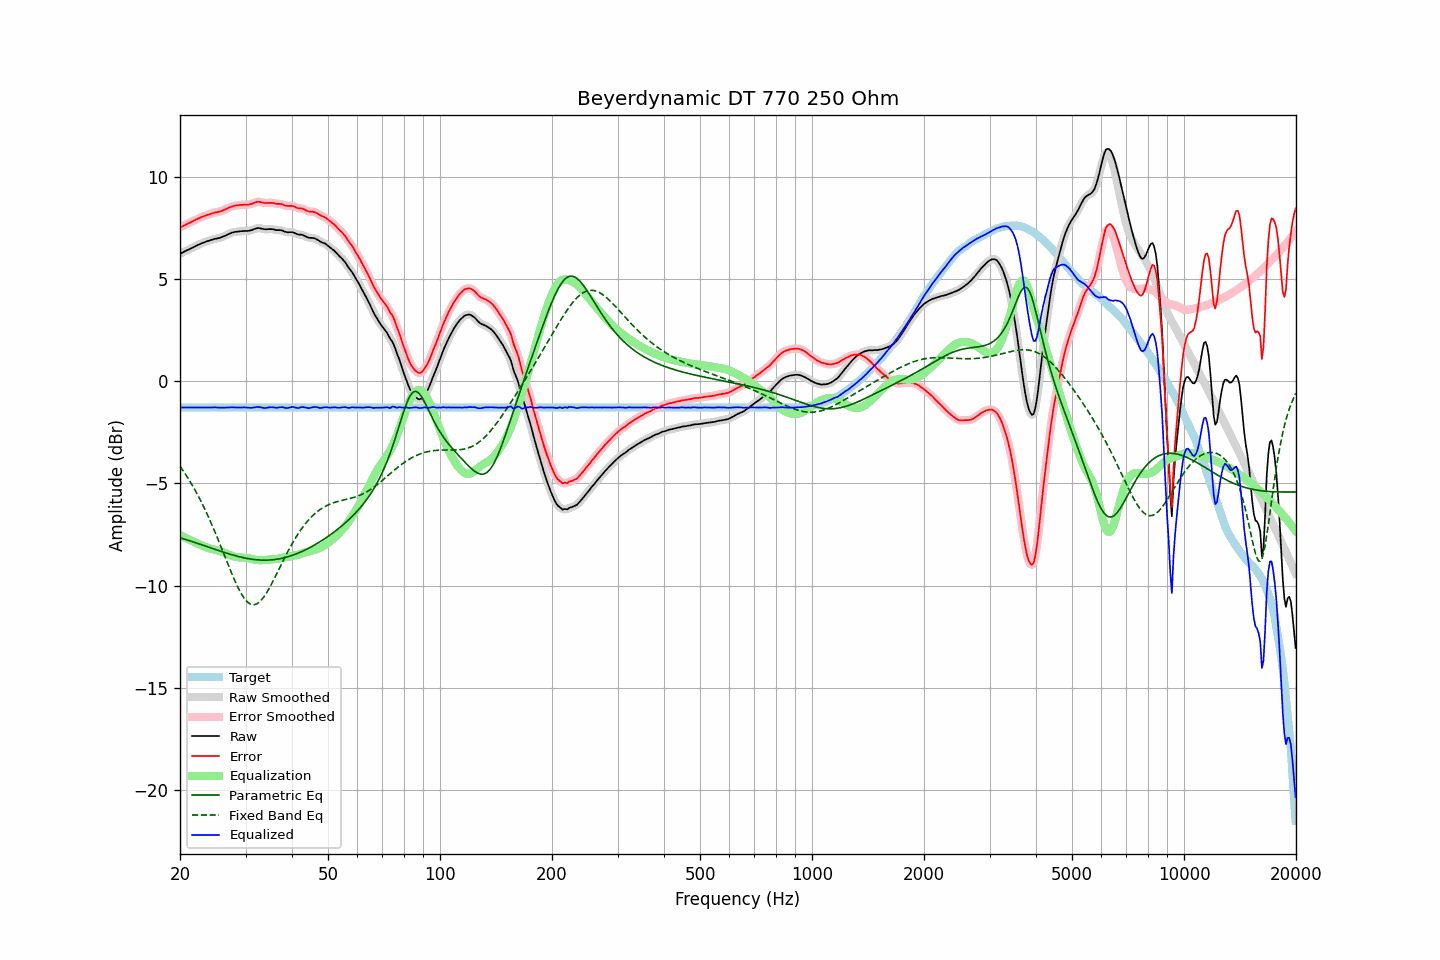 Beyerdynamic DT 770 250 Ohm
Amplitude (dBr)
10
5
0
−5
−10
−15
−20
Target
Raw Smoothed
Error Smoothed
Raw
Error
Equalization
Parametric Eq
Fixed Band Eq
Equalized
20 50 100 200 500 1000 2000 5000 10000 20000
Frequency (Hz)